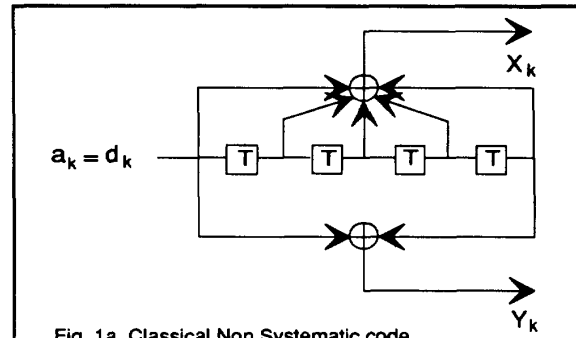 X_k
a_k = d_k
T T T T
Y_k
Fig. 1a Classical Non Systematic code